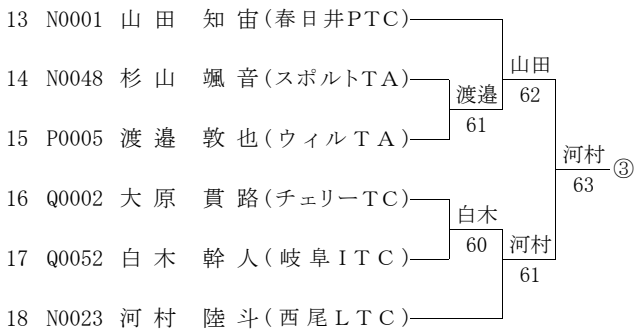 13 N0001 山田 知宙(春日井PTC)
山田
14 N0048 杉山 颯音(スポルトTA)
62
渡邉
61
15 P0005 渡邉 敦也(ウィルTA)
河村
③
63
16 Q0002 大原 貫路(チェリーTC)
白木
60
河村
17 Q0052 白木 幹人(岐阜ITC)
61
18 N0023 河村 陸斗(西尾LTC)